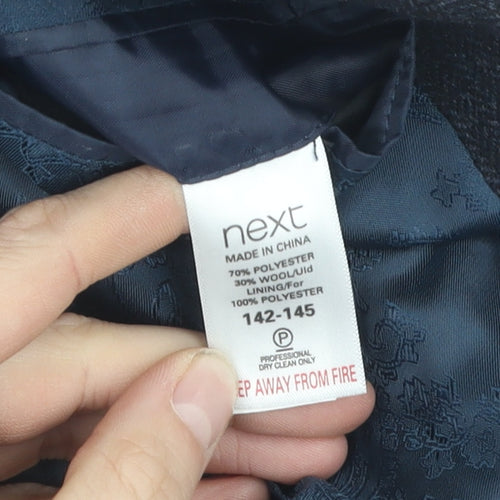 next
MADE IN CHINA
70% POLYESTER
30% WOOL/Uld
LINING/For
100% POLYESTER
142-145
P
PROFESSIONAL
DRY CLEAN ONLY
EP AWAY FROM FIRE